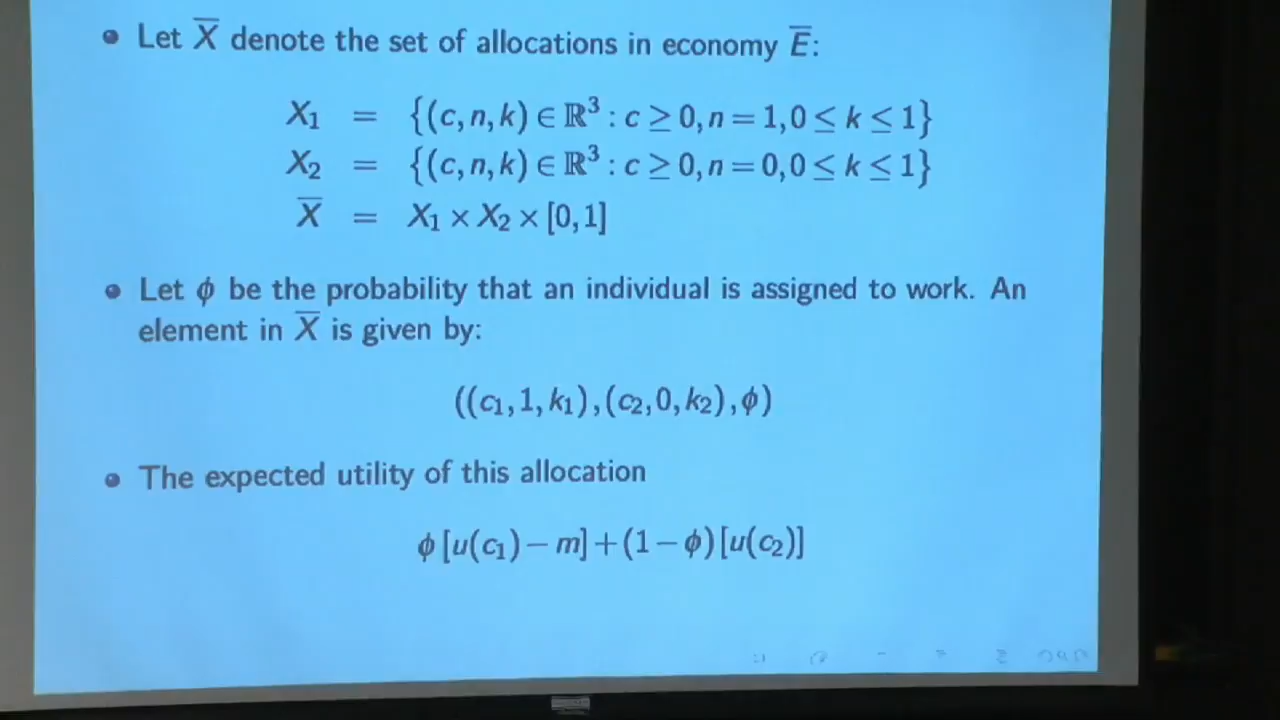 Let X̅ denote the set of allocations in economy E̅:
X₁ = {(c, n, k) ∈ ℝ³ : c ≥ 0, n = 1, 0 ≤ k ≤ 1}
X₂ = {(c, n, k) ∈ ℝ³ : c ≥ 0, n = 0, 0 ≤ k ≤ 1}
X̅ = X₁ × X₂ × [0, 1]
Let ϕ be the probability that an individual is assigned to work. An
element in X̅ is given by:
((c₁, 1, k₁), (c₂, 0, k₂), ϕ)
The expected utility of this allocation
ϕ [u(c₁) − m] + (1 − ϕ) [u(c₂)]